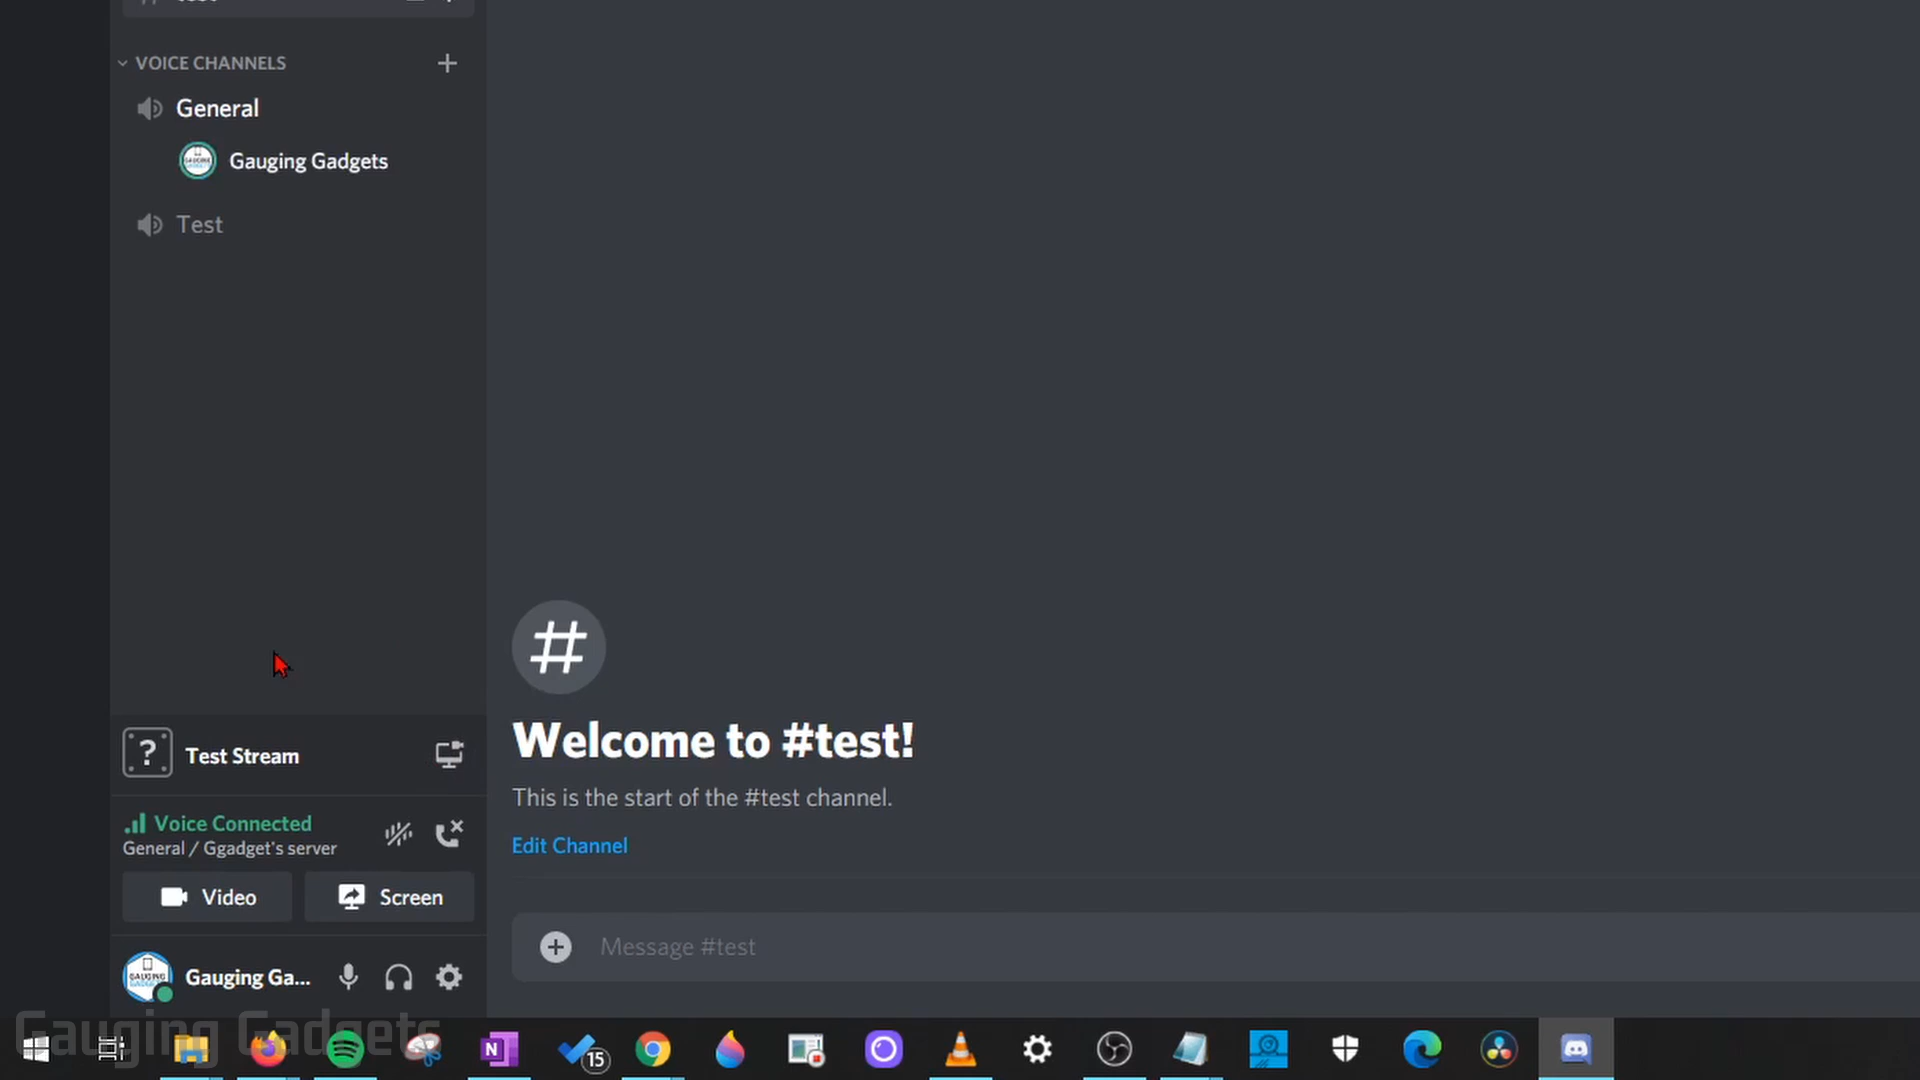 VOICE CHANNELS
General
Gauging Gadgets
Test
Test Stream
Voice Connected
General / Ggadget's server
Video
Screen
Gauging Ga...
Welcome to #test!
This is the start of the #test channel.
Edit Channel
Message #test
Gauging Gadgets
N
15